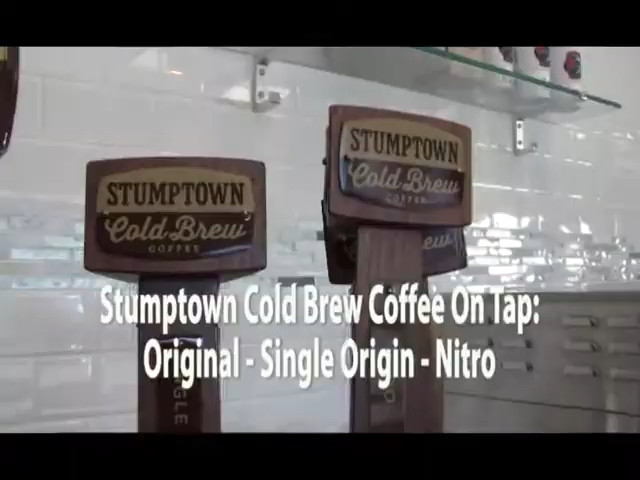 STUMPTOWN
Cold Brew
COFFEE
STUMPTOWN
Cold Brew
COFFEE
Stumptown Cold Brew Coffee On Tap:
Original - Single Origin - Nitro